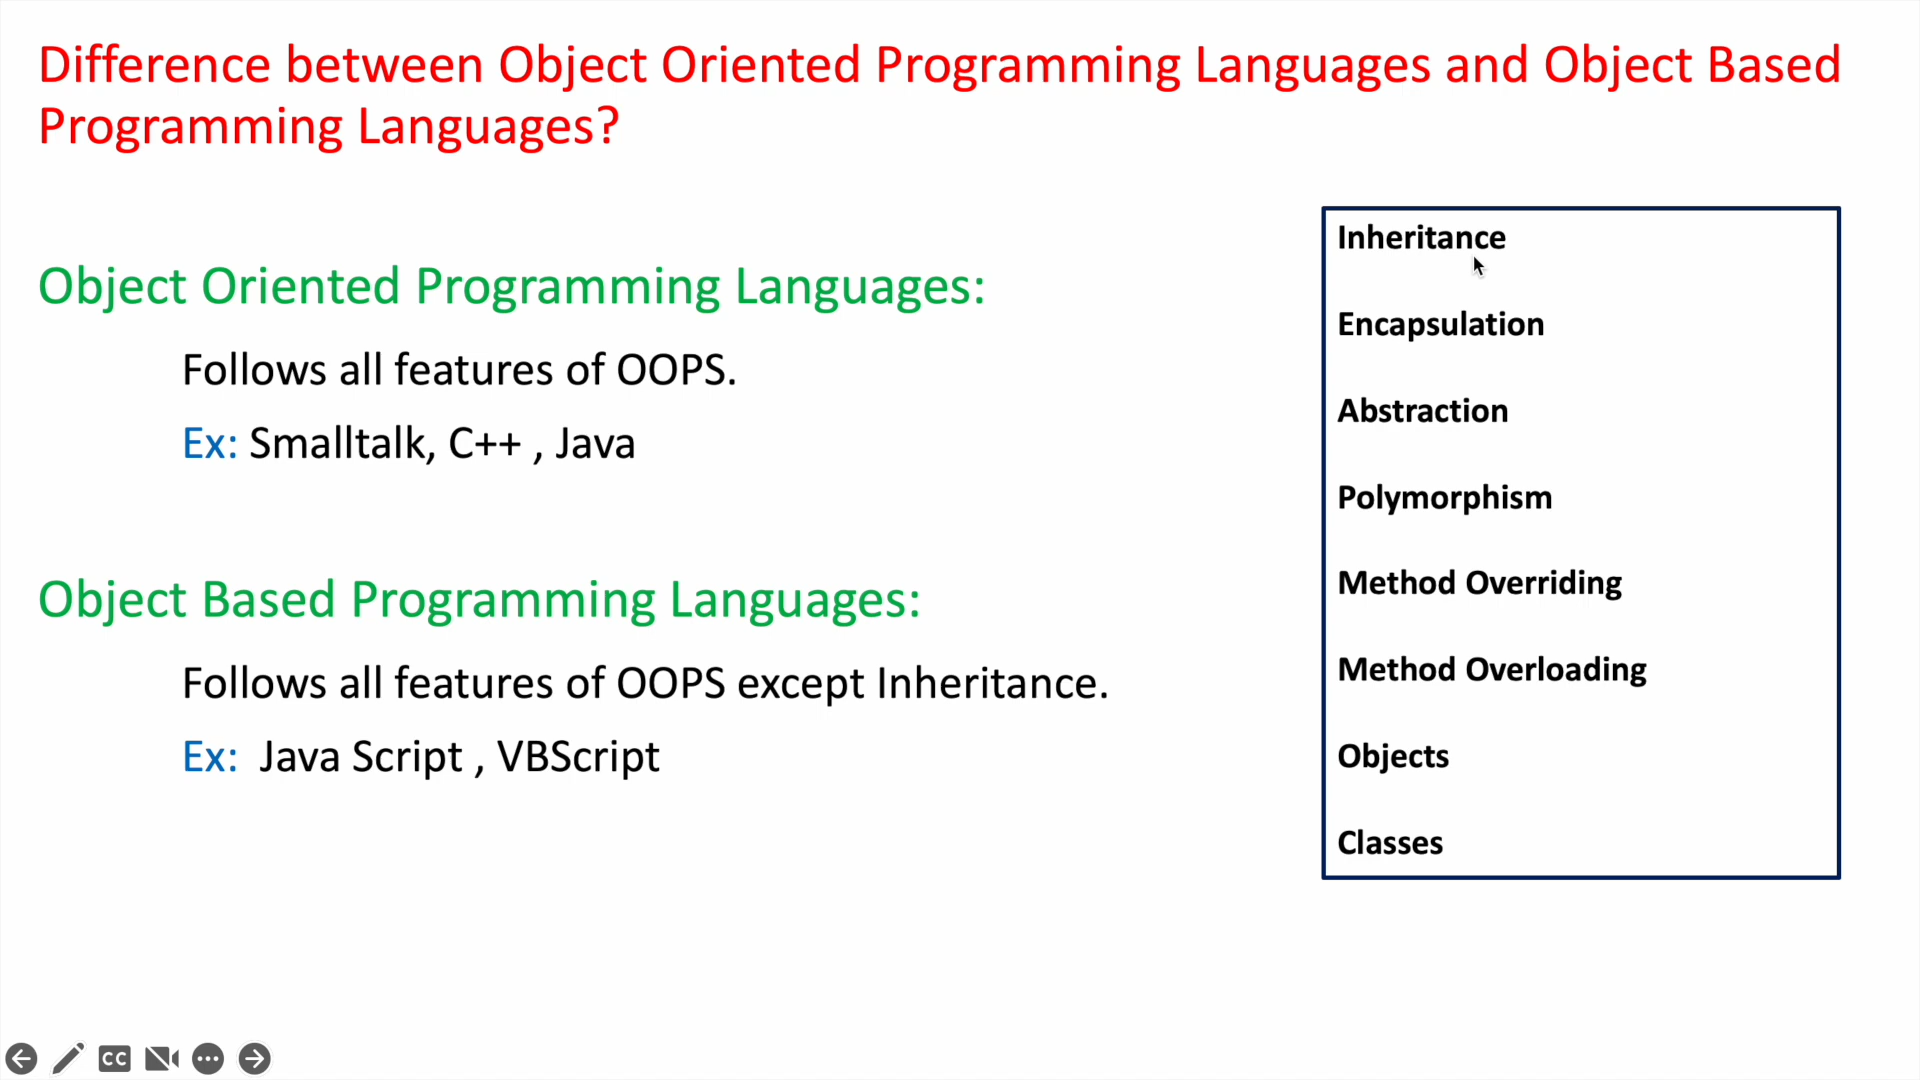 Difference between Object Oriented Programming Languages and Object Based
Programming Languages?
Object Oriented Programming Languages:
Follows all features of OOPS.
Ex: Smalltalk, C++ , Java
Object Based Programming Languages:
Follows all features of OOPS except Inheritance.
Ex: Java Script , VBScript
Inheritance
Encapsulation
Abstraction
Polymorphism
Method Overriding
Method Overloading
Objects
Classes
CC